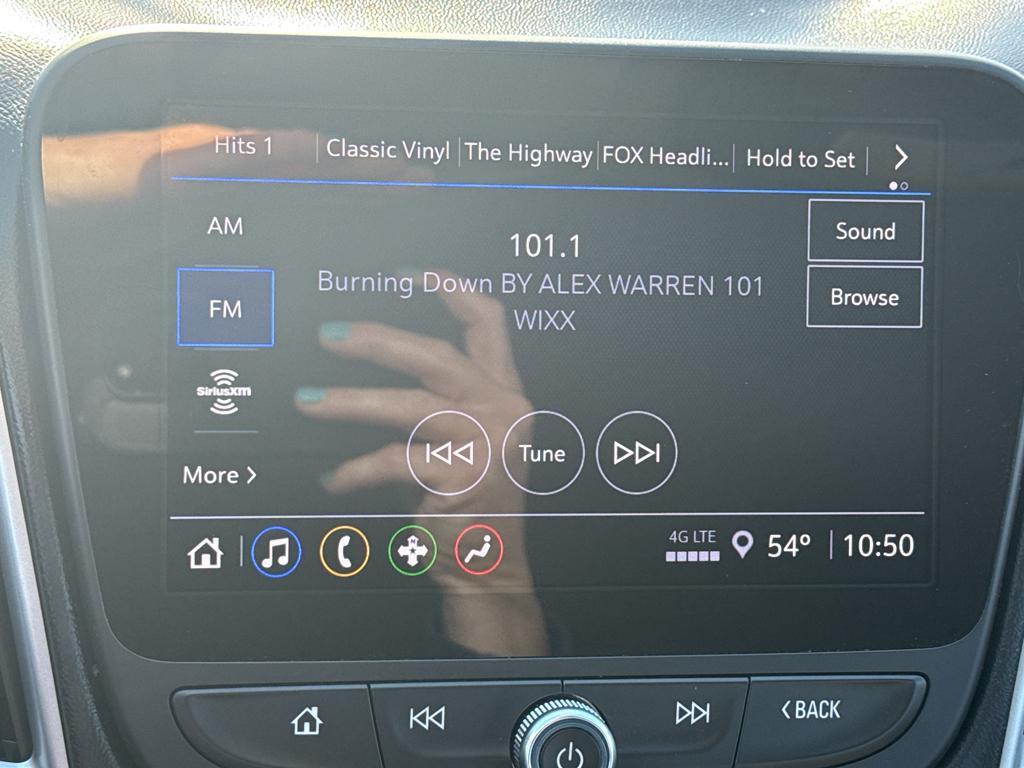 Hits 1
Classic Vinyl
The Highway
FOX Headli...
Hold to Set
AM
Sound
101.1
Burning Down BY ALEX WARREN 101
WIXX
Browse
FM
SiriusXM
Tune
More
4G LTE
54°
10:50
BACK